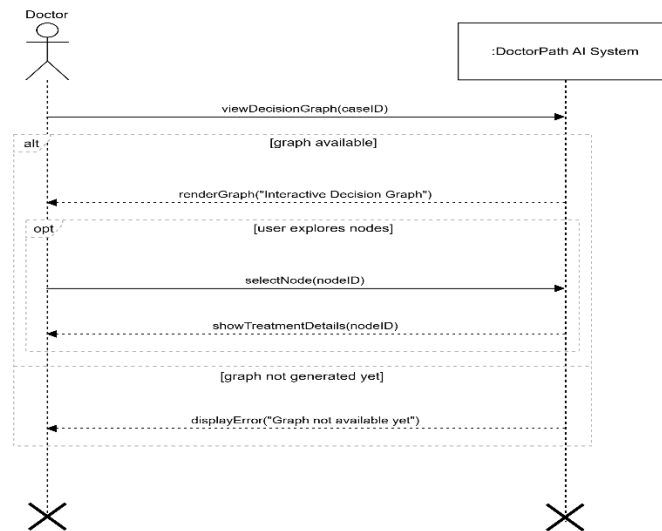 Doctor
:DoctorPath AI System
viewDecisionGraph(caseID)
alt
[graph available]
renderGraph("Interactive Decision Graph")
opt
[user explores nodes]
selectNode(nodeID)
showTreatmentDetails(nodeID)
[graph not generated yet]
displayError("Graph not available yet")